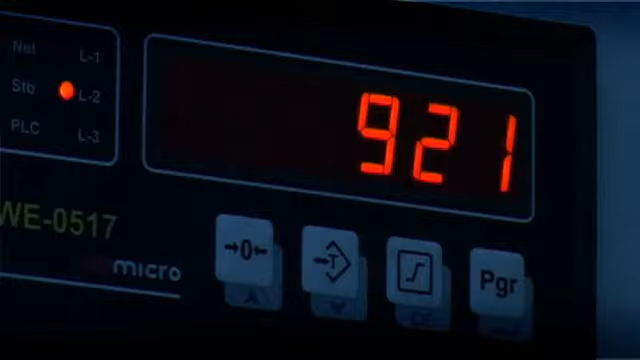 Net L-1
Stb L-2
PLC L-3
921
WE-0517
micro
→0←
→T
Pgr